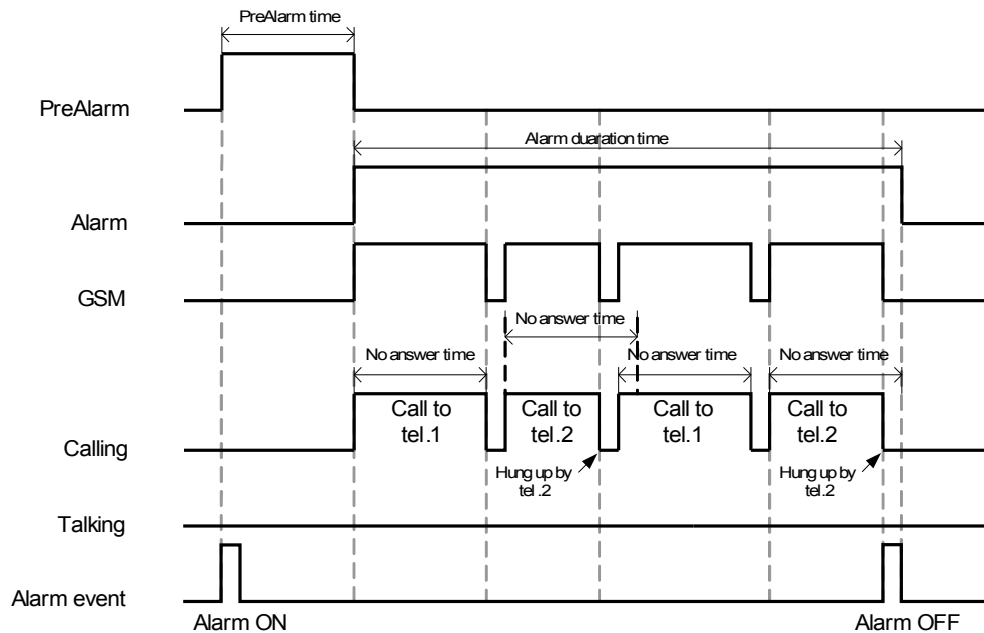 PreAlarm time
PreAlarm
Alarm duaration time
Alarm
GSM
No answer time
No answer time
No answer time
No answer time
Call to
tel.1
Call to
tel.2
Call to
tel.1
Call to
tel.2
Calling
Hung up by
tel.2
Hung up by
tel.2
Talking
Alarm event
Alarm ON
Alarm OFF